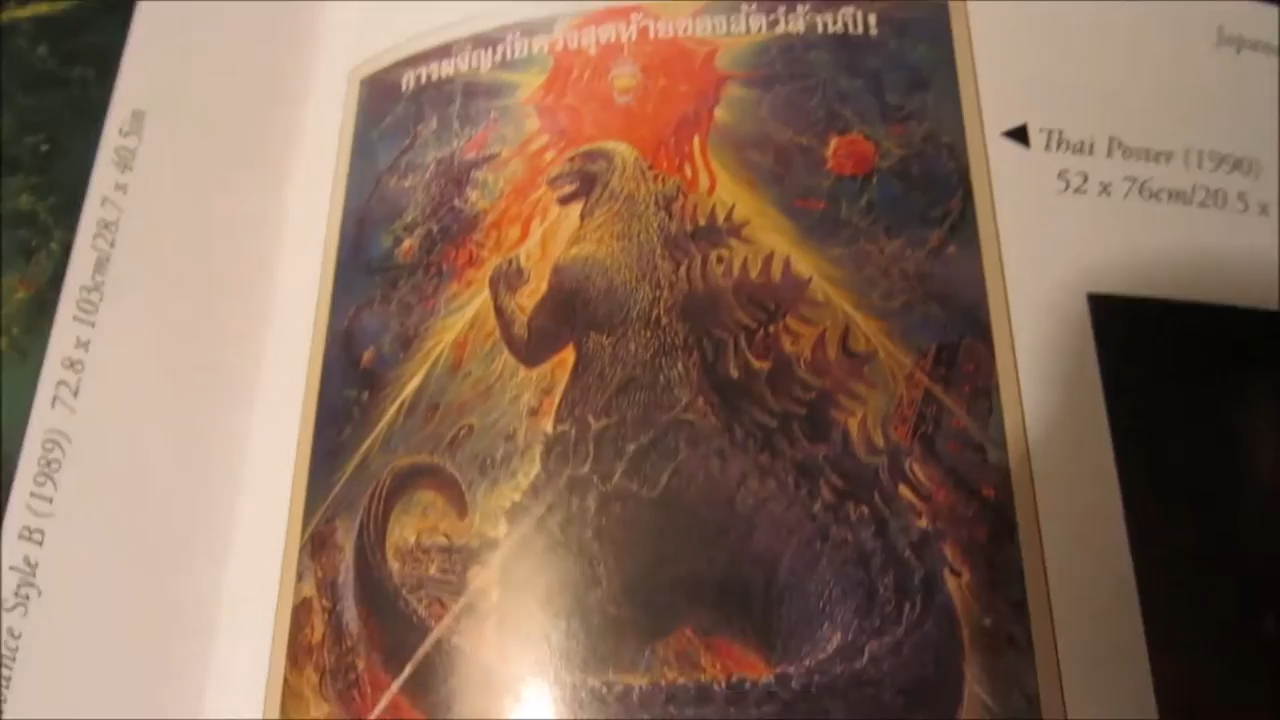 การผจญภัยครั้งสุดท้ายของสัตว์ล้านปี!
Thai Poster (1990)
52 x 76cm/20.5 x
Style B (1989) 72.8 x 103cm/28.7 x 40.5in